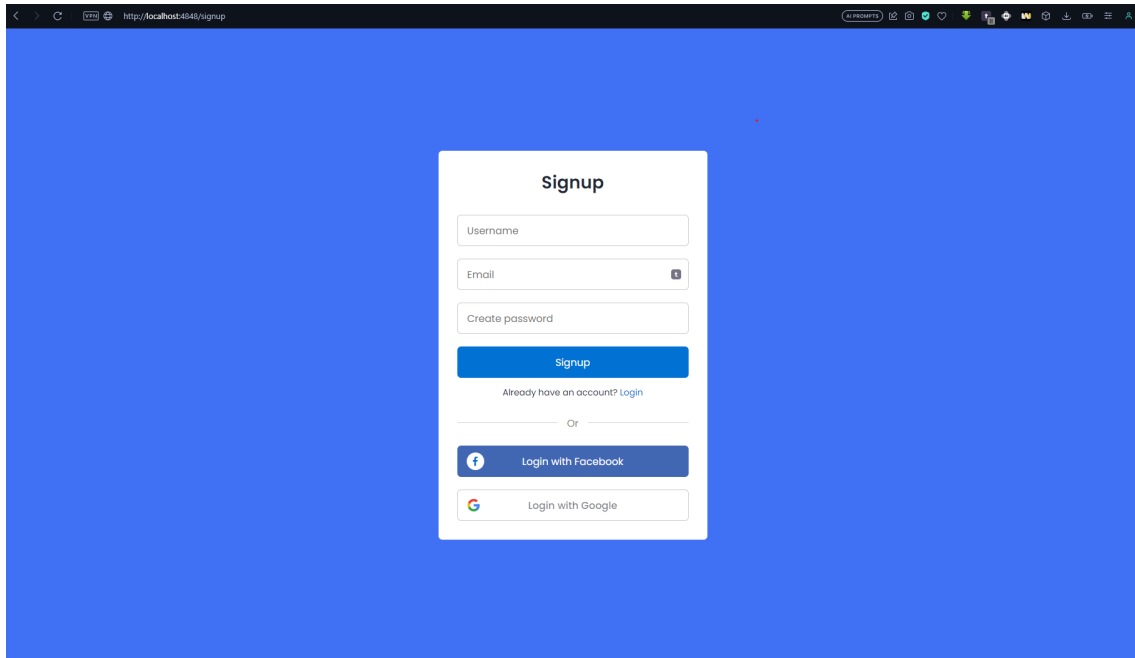 VPN http://localhost:4848/signup AI PROMPTS
Signup
Username
Email
Create password
Signup
Already have an account? Login
Or
Login with Facebook
Login with Google